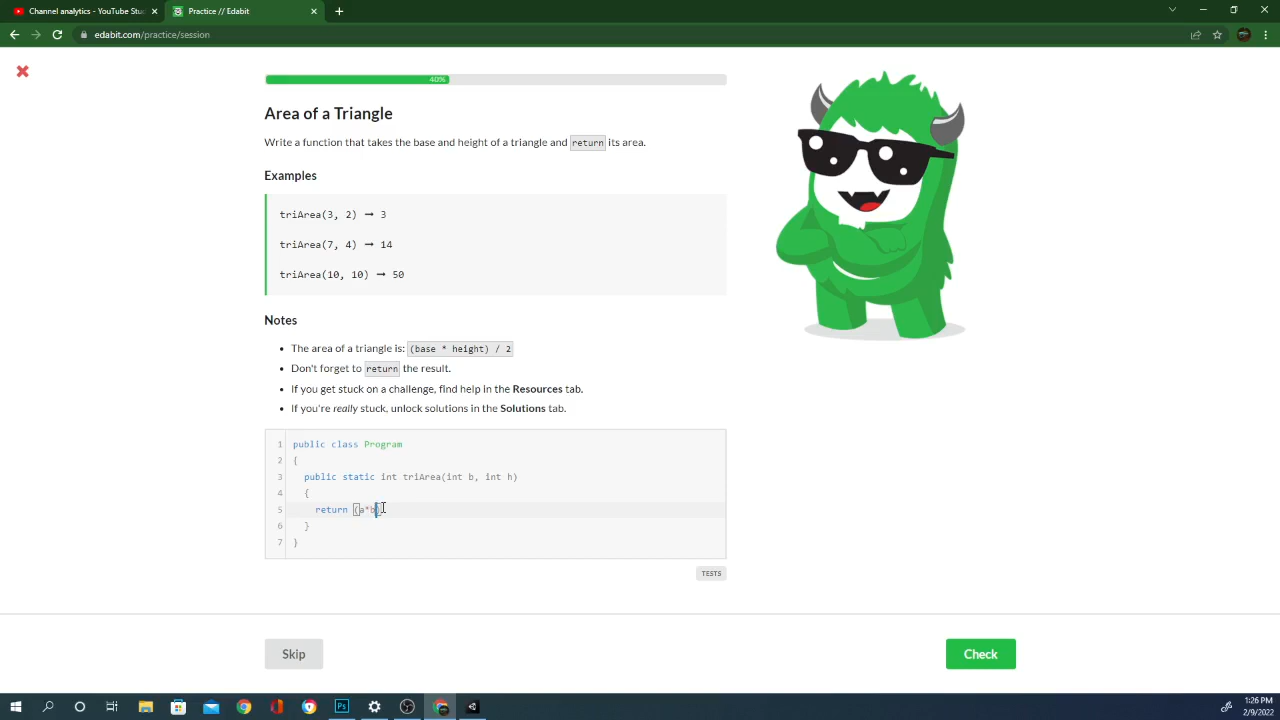 Channel analytics - YouTube Stu
Practice // Edabit
edabit.com/practice/session
40%
Area of a Triangle
Write a function that takes the base and height of a triangle and return its area.
Examples
triArea(3, 2) ➞ 3
triArea(7, 4) ➞ 14
triArea(10, 10) ➞ 50
Notes
• The area of a triangle is: (base * height) / 2
• Don't forget to return the result.
• If you get stuck on a challenge, find help in the Resources tab.
• If you're really stuck, unlock solutions in the Solutions tab.
1 public class Program
2 {
3 public static int triArea(int b, int h)
4 {
5 return (a*b)
6 }
7 }
TESTS
Skip
Check
Ps
1:26 PM
2/9/2022